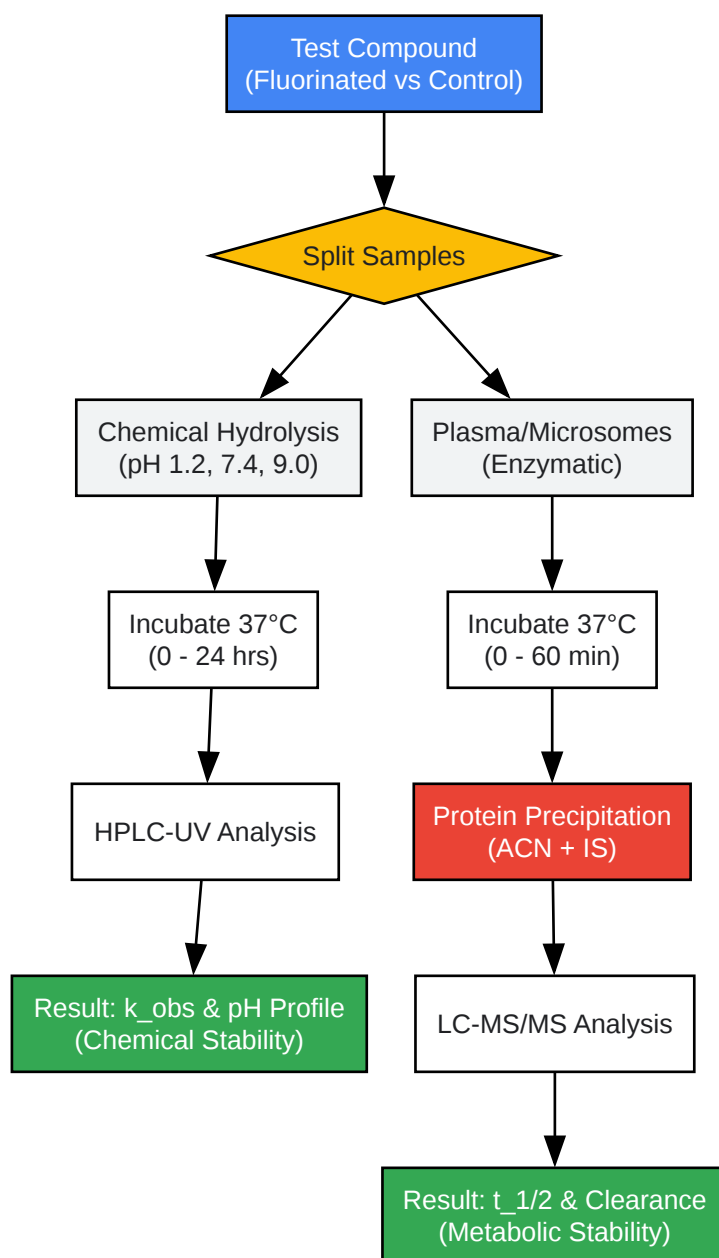 Test Compound
(Fluorinated vs Control)
Split Samples
Chemical Hydrolysis
(pH 1.2, 7.4, 9.0)
Plasma/Microsomes
(Enzymatic)
Incubate 37°C
(0 - 24 hrs)
Incubate 37°C
(0 - 60 min)
HPLC-UV Analysis
Protein Precipitation
(ACN + IS)
Result: k_obs & pH Profile
(Chemical Stability)
LC-MS/MS Analysis
Result: t_1/2 & Clearance
(Metabolic Stability)